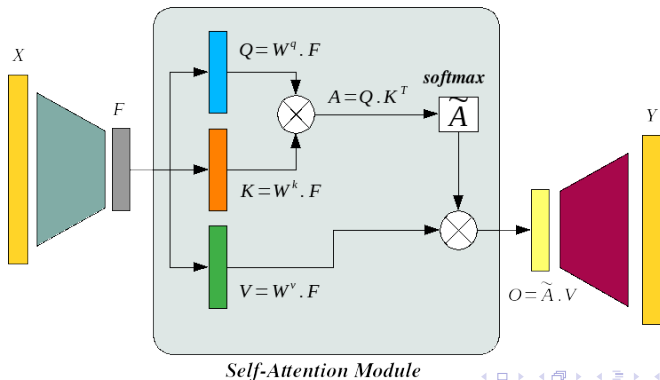 X
F
Q=W^q.F
softmax
A=Q.K^T
Ã
K=W^k.F
V=W^v.F
Y
O=Ã.V
Self-Attention Module